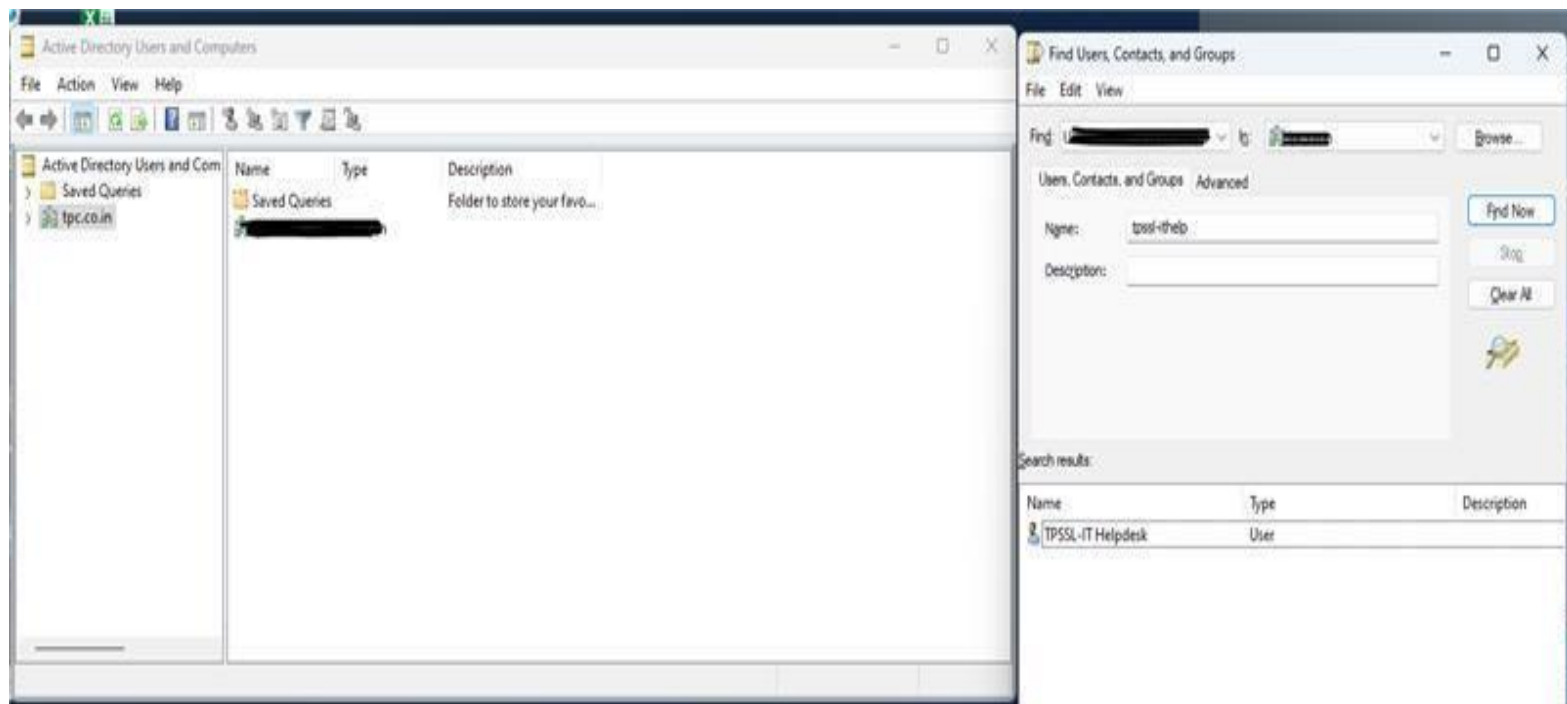 Active Directory Users and Computers
File Action View Help
Active Directory Users and Com
Saved Queries
tpc.co.in
Name Type Description
Saved Queries Folder to store your favo...
Find Users, Contacts, and Groups
File Edit View
Find: In: Browse...
Users, Contacts, and Groups Advanced
Name: tpssl-ithelp
Description:
Find Now
Stop
Clear All
Search results:
Name Type Description
TPSSL-IT Helpdesk User